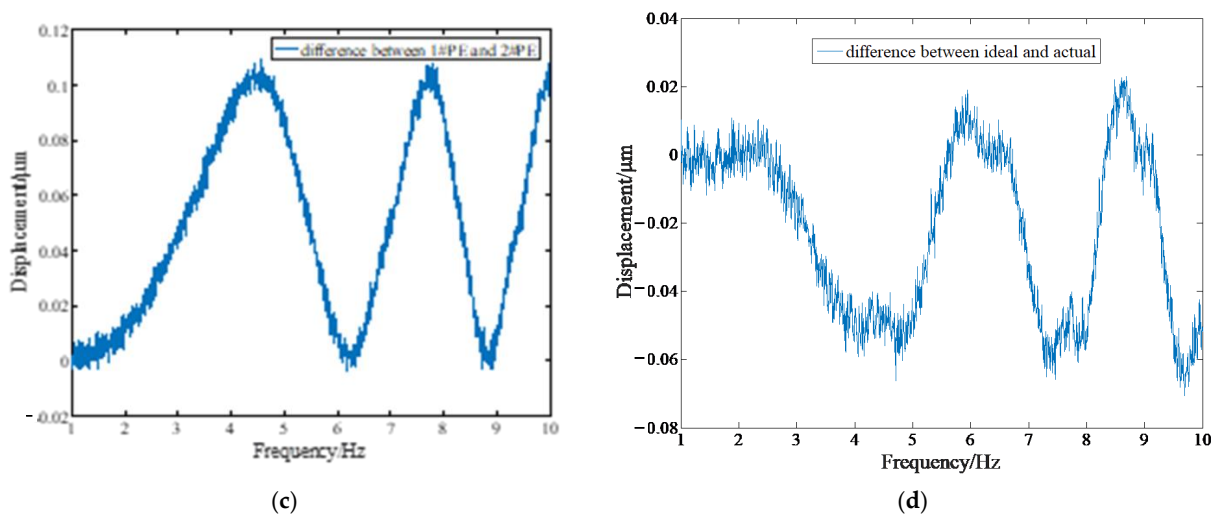 0.12
difference between 1#PE and 2#PE
0.1
0.08
0.06
0.04
0.02
0
-0.02
Displacement/μm
1 2 3 4 5 6 7 8 9 10
Frequency/Hz
(c)
0.04
difference between ideal and actual
0.02
0
−0.02
−0.04
−0.06
−0.08
Displacement/μm
1 2 3 4 5 6 7 8 9 10
Frequency/Hz
(d)